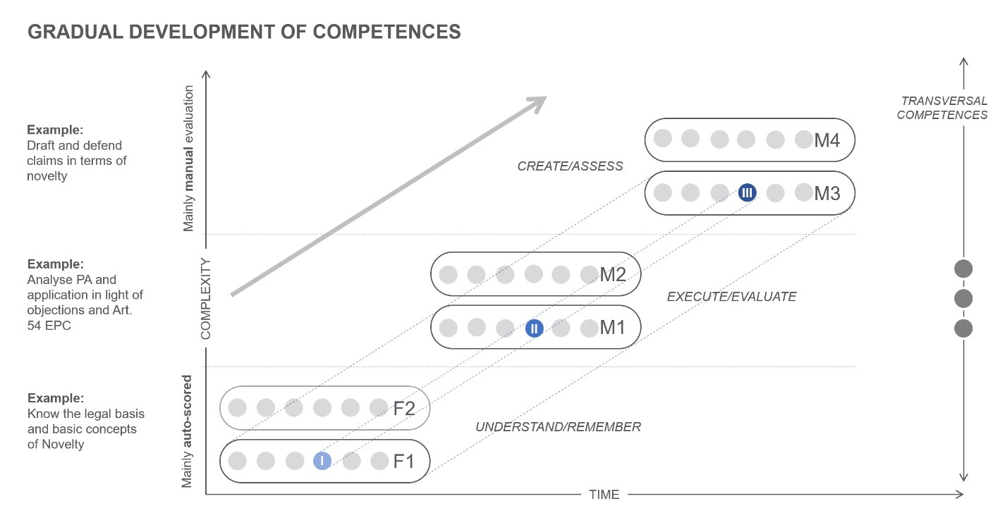 GRADUAL DEVELOPMENT OF COMPETENCES
Mainly manual evaluation
COMPLEXITY
Mainly auto-scored
Example:
Draft and defend
claims in terms of
novelty
Example:
Analyse PA and
application in light of
objections and Art.
54 EPC
Example:
Know the legal basis
and basic concepts
of Novelty
CREATE/ASSESS
M4
III
M3
M2
II
M1
EXECUTE/EVALUATE
F2
I
F1
UNDERSTAND/REMEMBER
TIME
TRANSVERSAL
COMPETENCES